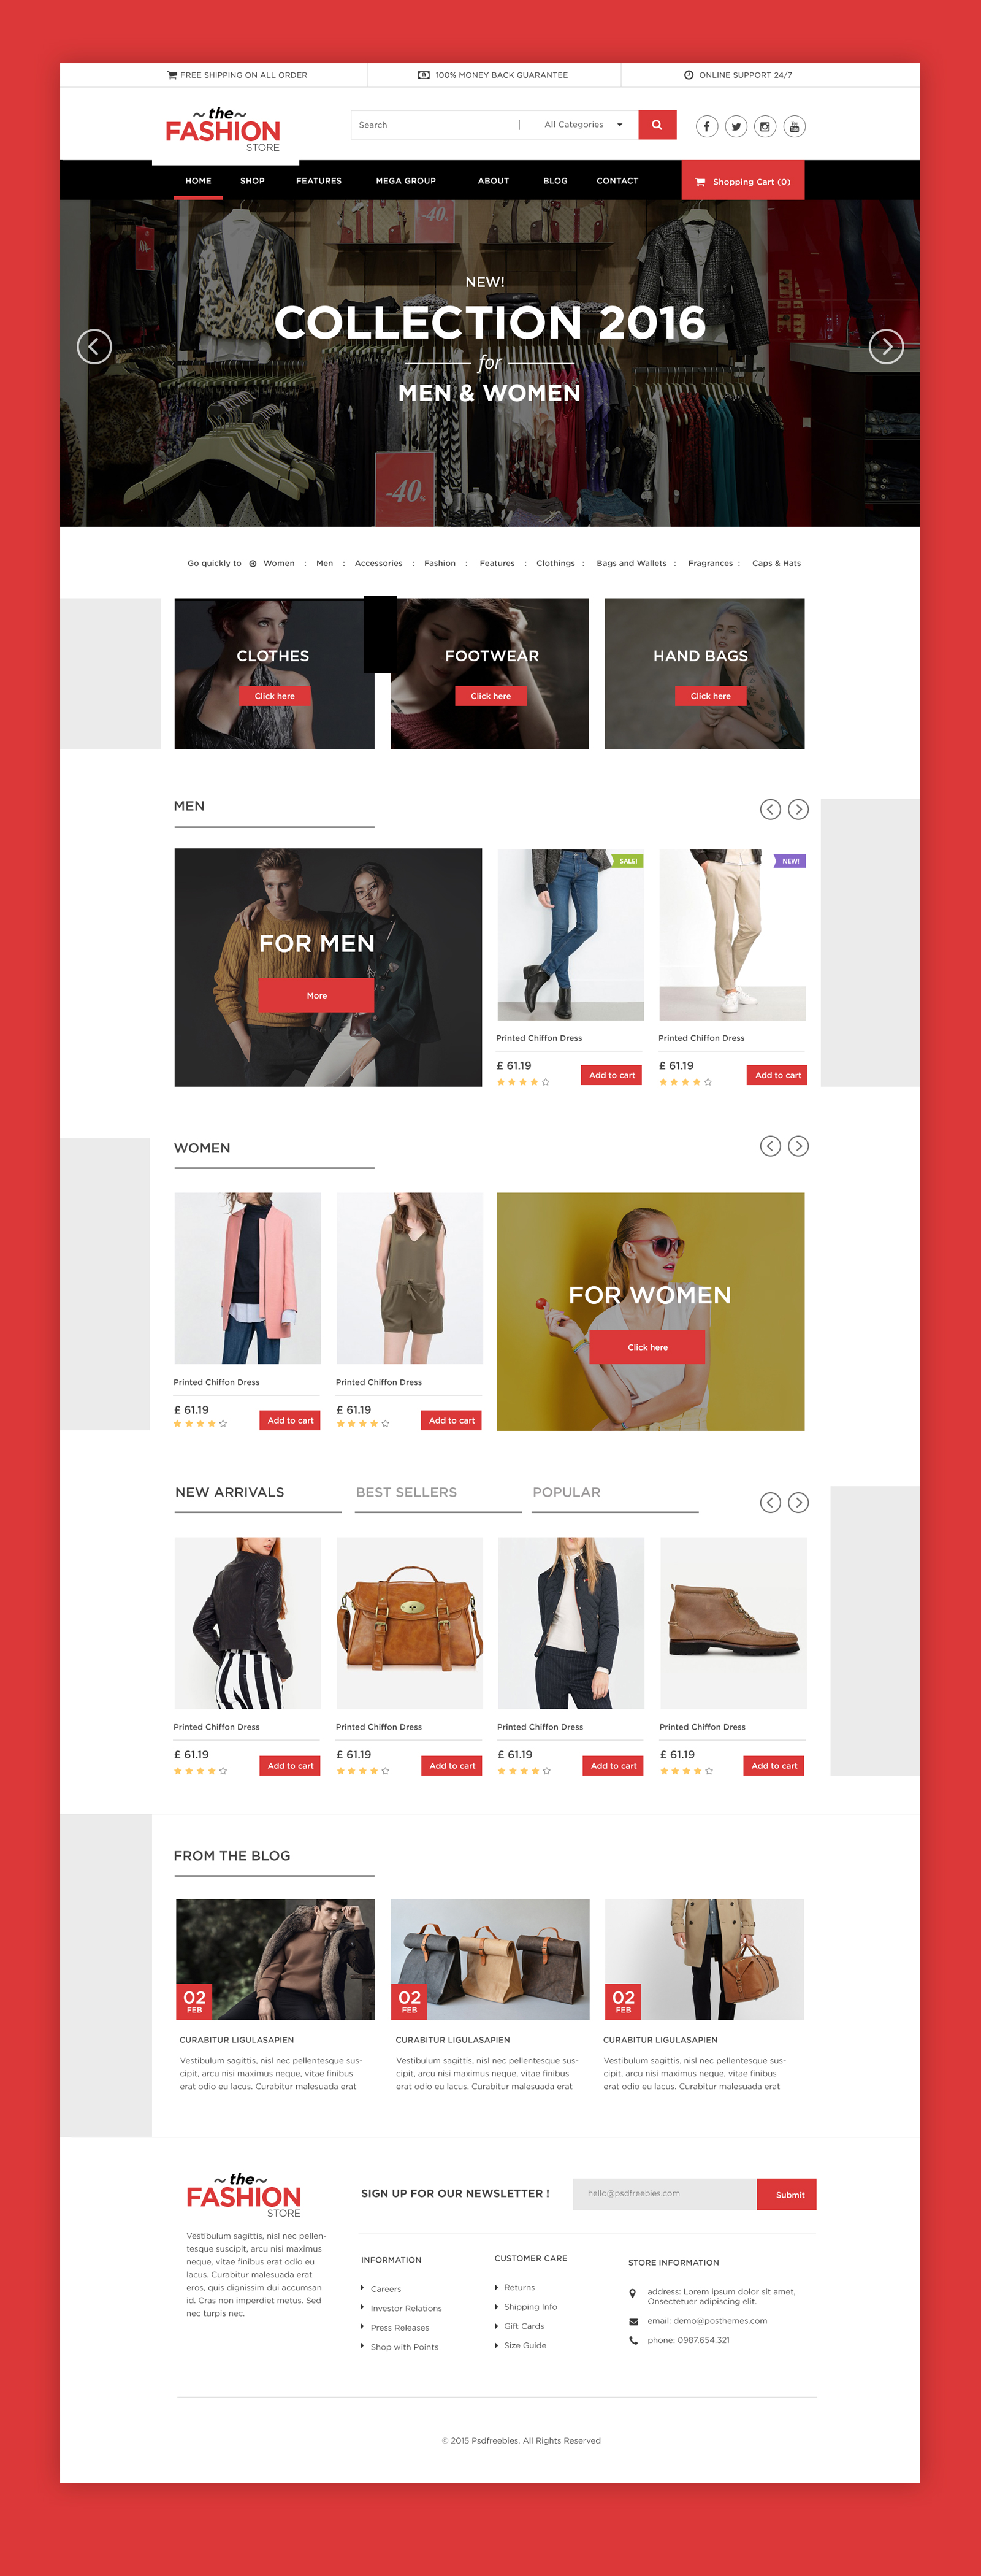 FREE SHIPPING ON ALL ORDER
100% MONEY BACK GUARANTEE
ONLINE SUPPORT 24/7
~the~
FASHION
STORE
Search | All Categories
HOME SHOP FEATURES MEGA GROUP ABOUT BLOG CONTACT
Shopping Cart (0)
-40%
NEW!
COLLECTION 2016
for
MEN & WOMEN
-40%
Go quickly to Women : Men : Accessories : Fashion : Features : Clothings : Bags and Wallets : Fragrances : Caps & Hats
CLOTHES
Click here
FOOTWEAR
Click here
HAND BAGS
Click here
MEN
FOR MEN
More
SALE!
Printed Chiffon Dress
£ 61.19
Add to cart
NEW!
Printed Chiffon Dress
£ 61.19
Add to cart
WOMEN
Printed Chiffon Dress
£ 61.19
Add to cart
Printed Chiffon Dress
£ 61.19
Add to cart
FOR WOMEN
Click here
NEW ARRIVALS
BEST SELLERS
POPULAR
Printed Chiffon Dress
£ 61.19
Add to cart
Printed Chiffon Dress
£ 61.19
Add to cart
Printed Chiffon Dress
£ 61.19
Add to cart
Printed Chiffon Dress
£ 61.19
Add to cart
FROM THE BLOG
02
FEB
CURABITUR LIGULASAPIEN
Vestibulum sagittis, nisl nec pellentesque sus-
cipit, arcu nisi maximus neque, vitae finibus
erat odio eu lacus. Curabitur malesuada erat
02
FEB
CURABITUR LIGULASAPIEN
Vestibulum sagittis, nisl nec pellentesque sus-
cipit, arcu nisi maximus neque, vitae finibus
erat odio eu lacus. Curabitur malesuada erat
02
FEB
CURABITUR LIGULASAPIEN
Vestibulum sagittis, nisl nec pellentesque sus-
cipit, arcu nisi maximus neque, vitae finibus
erat odio eu lacus. Curabitur malesuada erat
~the~
FASHION
STORE
Vestibulum sagittis, nisl nec pellen-
tesque suscipit, arcu nisi maximus
neque, vitae finibus erat odio eu
lacus. Curabitur malesuada erat
eros, quis dignissim dui accumsan
id. Cras non imperdiet metus. Sed
nec turpis nec.
SIGN UP FOR OUR NEWSLETTER !
hello@psdfreebies.com
Submit
INFORMATION
Careers
Investor Relations
Press Releases
Shop with Points
CUSTOMER CARE
Returns
Shipping Info
Gift Cards
Size Guide
STORE INFORMATION
address: Lorem ipsum dolor sit amet,
Onsectetuer adipiscing elit.
email: demo@posthemes.com
phone: 0987.654.321
© 2015 Psdfreebies. All Rights Reserved